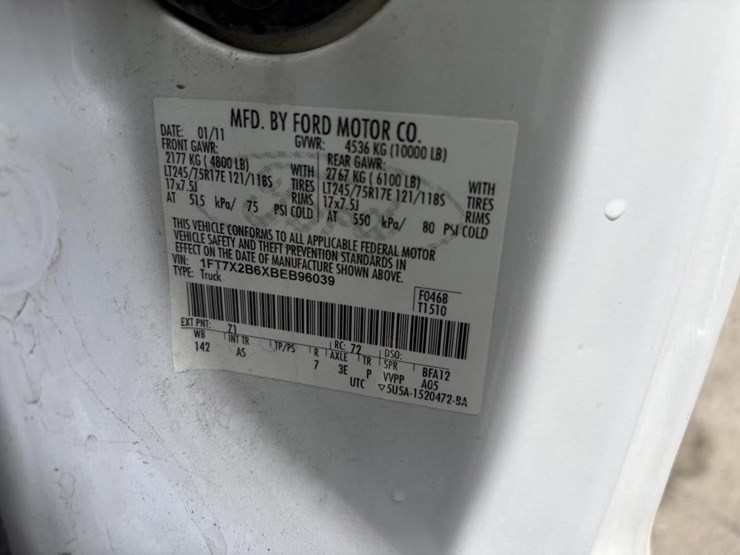 MFD. BY FORD MOTOR CO.
DATE: 01/11 GVWR: 4536 KG (10000 LB)
FRONT GAWR: REAR GAWR:
2177 KG ( 4800 LB) WITH 2767 KG ( 6100 LB) WITH
LT245/75R17E 121/118S TIRES LT245/75R17E 121/118S TIRES
17x7.5J RIMS 17x7.5J RIMS
AT 515 kPa/ 75 PSI COLD AT 550 kPa/ 80 PSI COLD
THIS VEHICLE CONFORMS TO ALL APPLICABLE FEDERAL MOTOR
VEHICLE SAFETY AND THEFT PREVENTION STANDARDS IN
EFFECT ON THE DATE OF MANUFACTURE SHOWN ABOVE.
VIN: 1FT7X2B6XBEB96039
TYPE: Truck
F0468
T1510
EXT PNT: Z1 RC: 72 DSO:
WB INT TR TP/PS R AXLE TR SPR BFA12
142 AS 7 3E P VVPP A05
UTC ▽5U5A-1520472-BA